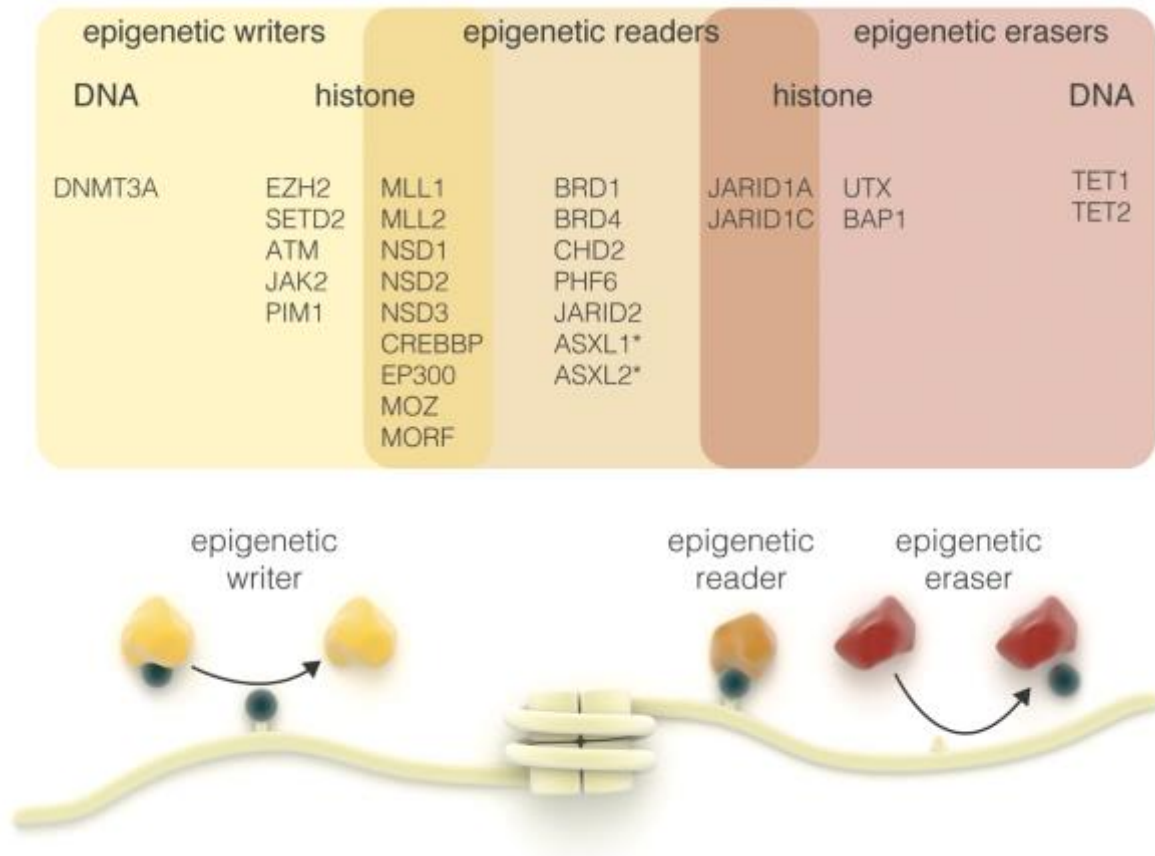 epigenetic writers epigenetic readers epigenetic erasers
DNA histone histone DNA
DNMT3A EZH2 MLL1 BRD1 JARID1A UTX TET1
SETD2 MLL2 BRD4 JARID1C BAP1 TET2
ATM NSD1 CHD2
JAK2 NSD2 PHF6
PIM1 NSD3 JARID2
CREBBP ASXL1*
EP300 ASXL2*
MOZ
MORF
epigenetic epigenetic epigenetic
writer reader eraser